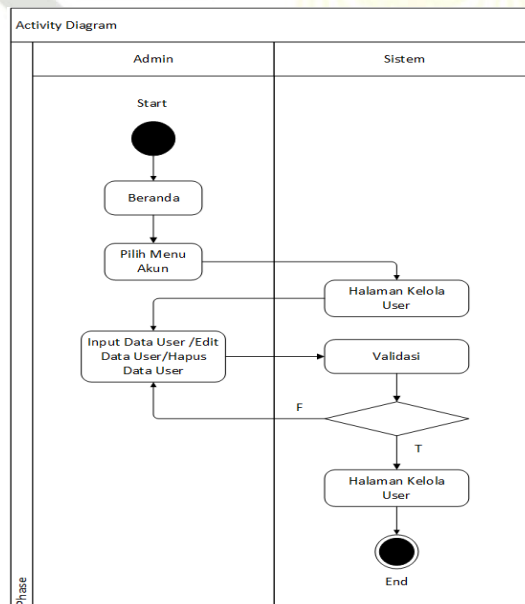 Activity Diagram
Admin
Sistem
Start
Beranda
Pilih Menu
Akun
Halaman Kelola
User
Input Data User /Edit
Data User/Hapus
Data User
Validasi
F
T
Halaman Kelola
User
End
Phase